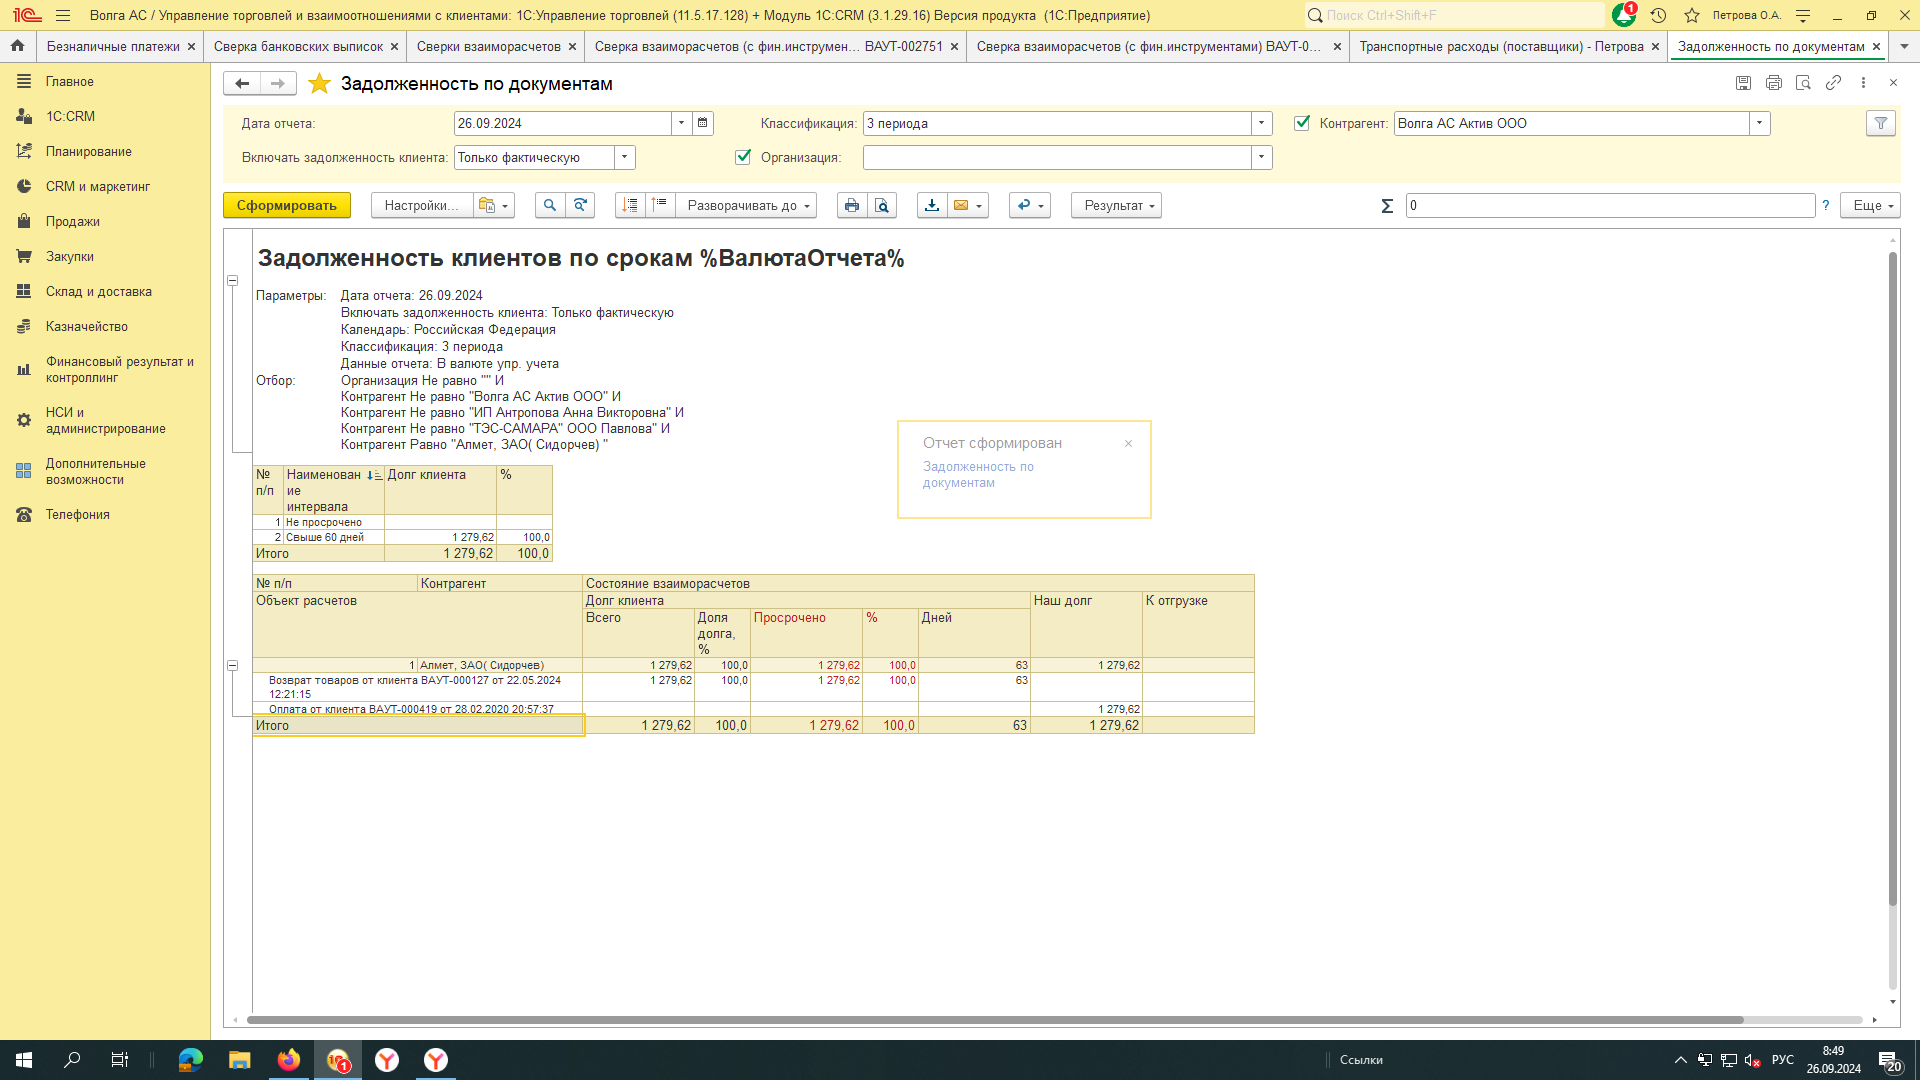 Волга АС / Управление торговлей и взаимоотношениями с клиентами: 1С:Управление торговлей (11.5.17.128) + Модуль 1С:CRM (3.1.29.16) Версия продукта (1С:Предприятие)
Поиск Ctrl+Shift+F
1
Петрова О.А.
Безналичные платежи
Сверка банковских выписок
Сверки взаиморасчетов
Сверка взаиморасчетов (с фин.инструмен... ВАУТ-002751
Сверка взаиморасчетов (с фин.инструментами) ВАУТ-0...
Транспортные расходы (поставщики) - Петрова
Задолженность по документам
Главное
1С:CRM
Планирование
CRM и маркетинг
Продажи
Закупки
Склад и доставка
Казначейство
Финансовый результат и
контроллинг
НСИ и
администрирование
Дополнительные
возможности
Телефония
Задолженность по документам
Дата отчета: 26.09.2024 Классификация: 3 периода Контрагент: Волга АС Актив ООО
Включать задолженность клиента: Только фактическую Организация:
Сформировать Настройки... Разворачивать до Результат Σ 0 ? Еще
Задолженность клиентов по срокам %ВалютаОтчета%
Параметры: Дата отчета: 26.09.2024
Включать задолженность клиента: Только фактическую
Календарь: Российская Федерация
Классификация: 3 периода
Данные отчета: В валюте упр. учета
Отбор: Организация Не равно "" И
Контрагент Не равно "Волга АС Актив ООО" И
Контрагент Не равно "ИП Антропова Анна Викторовна" И
Контрагент Не равно "ТЭС-САМАРА" ООО Павлова" И
Контрагент Равно "Алмет, ЗАО( Сидорчев) "
Отчет сформирован
Задолженность по
документам
№ Наименован Долг клиента %
п/п ие
интервала
1 Не просрочено
2 Свыше 60 дней 1 279,62 100,0
Итого 1 279,62 100,0
№ п/п Контрагент Состояние взаиморасчетов
Объект расчетов Долг клиента Наш долг К отгрузке
Всего Доля Просрочено % Дней
долга,
%
1 Алмет, ЗАО( Сидорчев) 1 279,62 100,0 1 279,62 100,0 63 1 279,62
Возврат товаров от клиента ВАУТ-000127 от 22.05.2024 1 279,62 100,0 1 279,62 100,0 63
12:21:15
Оплата от клиента ВАУТ-000419 от 28.02.2020 20:57:37 1 279,62
Итого 1 279,62 100,0 1 279,62 100,0 63 1 279,62
1
Ссылки
РУС
8:49
26.09.2024
20